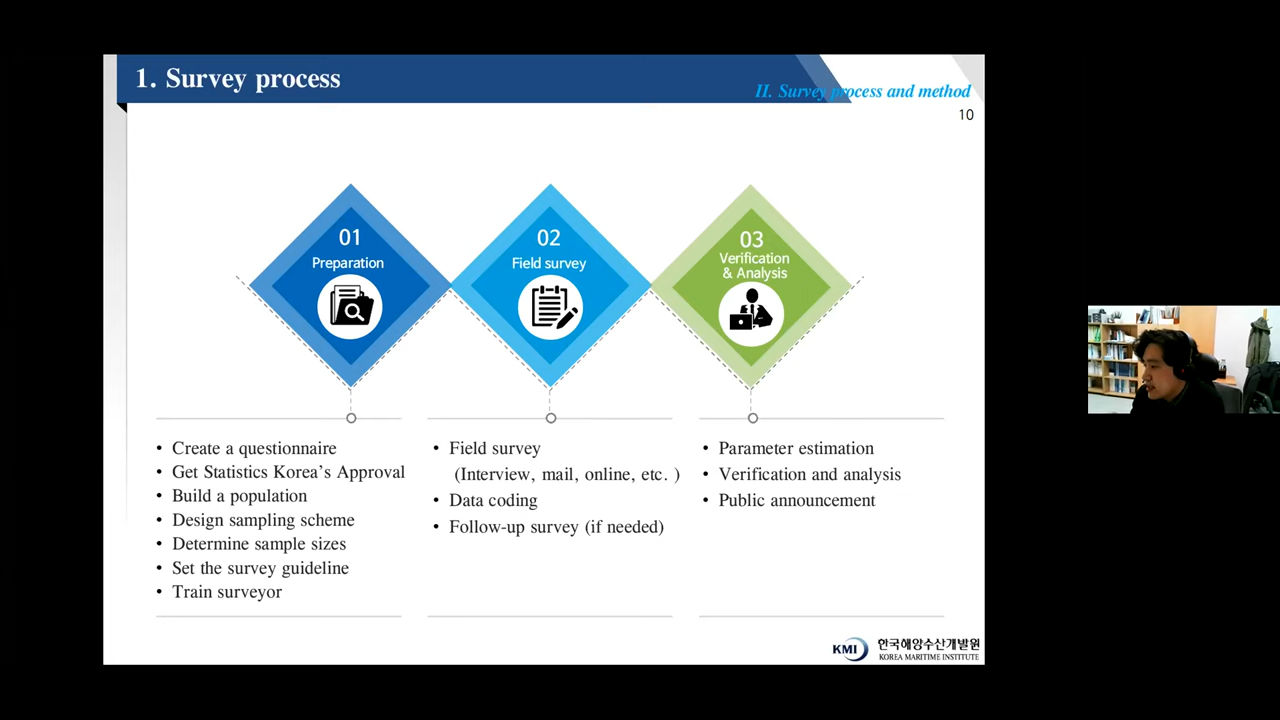 1. Survey process
II. Survey process and method
10
01
Preparation
02
Field survey
03
Verification
& Analysis
• Create a questionnaire
• Get Statistics Korea's Approval
• Build a population
• Design sampling scheme
• Determine sample sizes
• Set the survey guideline
• Train surveyor
• Field survey
(Interview, mail, online, etc. )
• Data coding
• Follow-up survey (if needed)
• Parameter estimation
• Verification and analysis
• Public announcement
KMI 한국해양수산개발원
KOREA MARITIME INSTITUTE